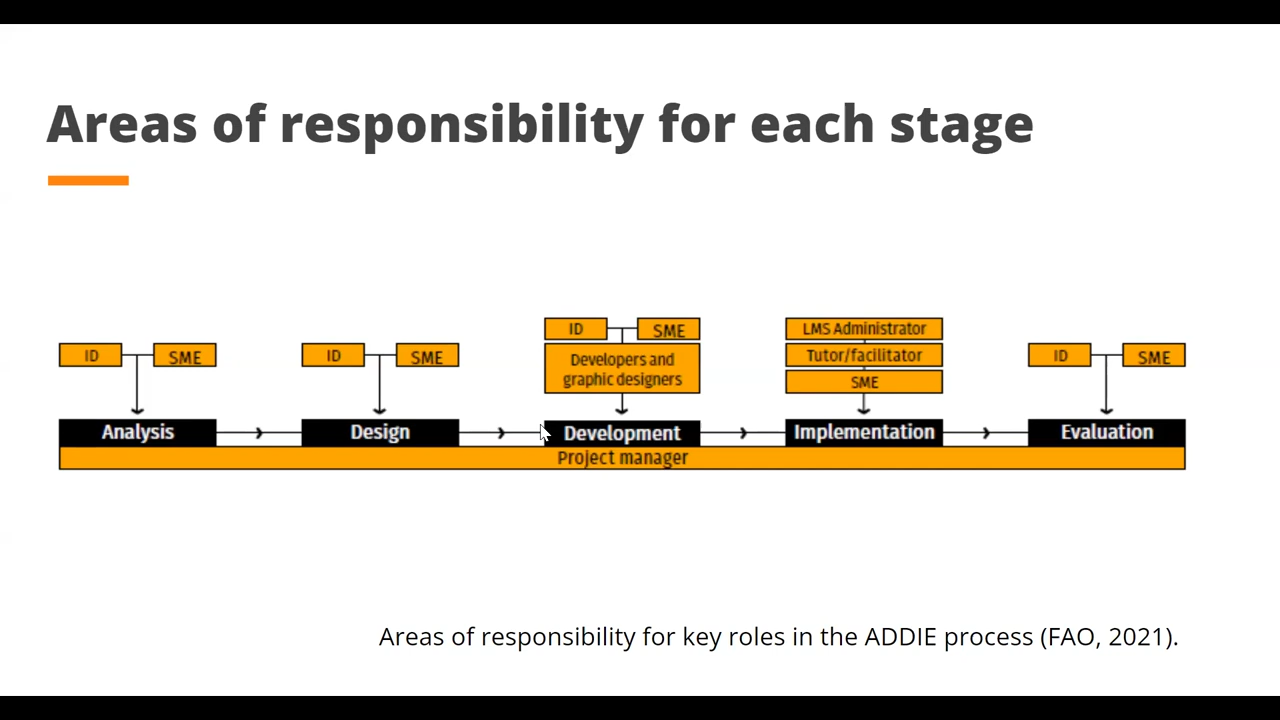 Areas of responsibility for each stage
ID
SME
Analysis
ID
SME
Design
ID
SME
Developers and
graphic designers
Development
LMS Administrator
Tutor/facilitator
SME
Implementation
ID
SME
Evaluation
Project manager
Areas of responsibility for key roles in the ADDIE process (FAO, 2021).